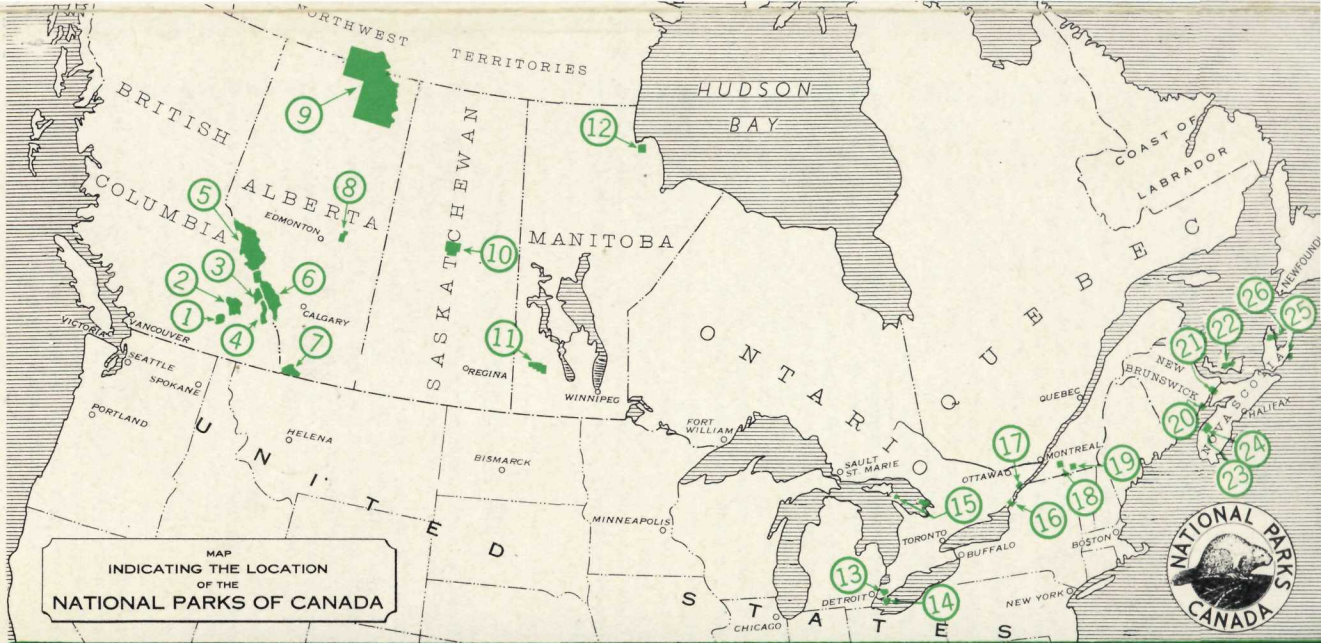 NORTHWEST TERRITORIES
HUDSON
BAY
BRITISH
COLUMBIA
ALBERTA
SASKATCHEWAN
MANITOBA
ONTARIO
QUEBEC
COAST OF
LABRADOR
NEWFOUND
NEW
BRUNSWICK
NOVA SCOTIA
EDMONTON
CALGARY
VICTORIA
VANCOUVER
SEATTLE
SPOKANE
PORTLAND
HELENA
REGINA
WINNIPEG
BISMARCK
MINNEAPOLIS
FORT
WILLIAM
SAULT
ST. MARIE
OTTAWA
MONTREAL
QUEBEC
HALIFAX
TORONTO
BUFFALO
BOSTON
DETROIT
NEW YORK
CHICAGO
UNITED
STATES
1
2
3
4
5
6
7
8
9
10
11
12
13
14
15
16
17
18
19
20
21
22
23
24
25
26
MAP
INDICATING THE LOCATION
OF THE
NATIONAL PARKS OF CANADA
NATIONAL PARKS
CANADA